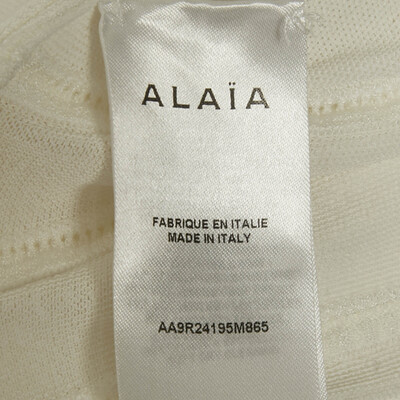 ALAÏA
FABRIQUE EN ITALIE
MADE IN ITALY
AA9R24195M865